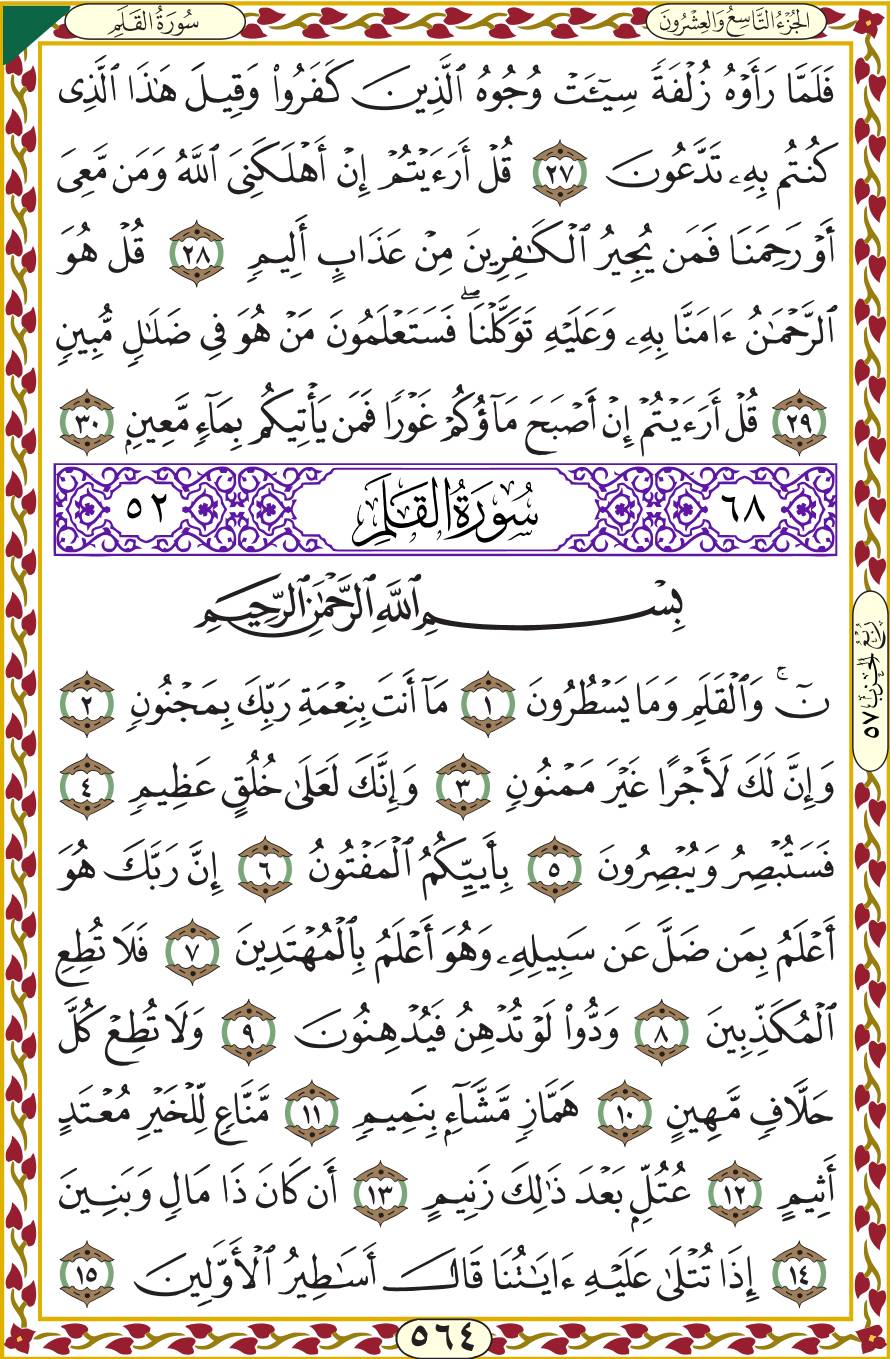 الجُزْءُ التَّاسِعُ وَالعِشْرُونَ
سُورَةُ القَلَمِ
فَلَمَّا رَأَوۡهُ زُلۡفَةٗ سِيٓـَٔتۡ وُجُوهُ ٱلَّذِينَ كَفَرُواْ وَقِيلَ هَٰذَا ٱلَّذِى
كُنتُم بِهِۦ تَدَّعُونَ ٢٧ قُلۡ أَرَءَيۡتُمۡ إِنۡ أَهۡلَكَنِىَ ٱللَّهُ وَمَن مَّعِىَ
أَوۡ رَحِمَنَا فَمَن يُجِيرُ ٱلۡكَٰفِرِينَ مِنۡ عَذَابٍ أَلِيمٖ ٢٨ قُلۡ هُوَ
ٱلرَّحۡمَٰنُ ءَامَنَّا بِهِۦ وَعَلَيۡهِ تَوَكَّلۡنَاۖ فَسَتَعۡلَمُونَ مَنۡ هُوَ فِى ضَلَٰلٖ مُّبِينٖ
٢٩ قُلۡ أَرَءَيۡتُمۡ إِنۡ أَصۡبَحَ مَآؤُكُمۡ غَوۡرٗا فَمَن يَأۡتِيكُم بِمَآءٖ مَّعِينِۭ ٣٠
٦٨ سُورَةُ القَلَمِ ٥٢
بِسۡمِ ٱللَّهِ ٱلرَّحۡمَٰنِ ٱلرَّحِيمِ
نٓۚ وَٱلۡقَلَمِ وَمَا يَسۡطُرُونَ ١ مَآ أَنتَ بِنِعۡمَةِ رَبِّكَ بِمَجۡنُونٖ ٢
وَإِنَّ لَكَ لَأَجۡرًا غَيۡرَ مَمۡنُونٖ ٣ وَإِنَّكَ لَعَلَىٰ خُلُقٍ عَظِيمٖ ٤
فَسَتُبۡصِرُ وَيُبۡصِرُونَ ٥ بِأَييِّكُمُ ٱلۡمَفۡتُونُ ٦ إِنَّ رَبَّكَ هُوَ
أَعۡلَمُ بِمَن ضَلَّ عَن سَبِيلِهِۦ وَهُوَ أَعۡلَمُ بِٱلۡمُهۡتَدِينَ ٧ فَلَا تُطِعِ
ٱلۡمُكَذِّبِينَ ٨ وَدُّواْ لَوۡ تُدۡهِنُ فَيُدۡهِنُونَ ٩ وَلَا تُطِعۡ كُلَّ
حَلَّافٖ مَّهِينٍ ١٠ هَمَّازٖ مَّشَّآءِۭ بِنَمِيمٖ ١١ مَّنَّاعٖ لِّلۡخَيۡرِ مُعۡتَدٍ
أَثِيمٍ ١٢ عُتُلِّۭ بَعۡدَ ذَٰلِكَ زَنِيمٍ ١٣ أَن كَانَ ذَا مَالٖ وَبَنِينَ
١٤ إِذَا تُتۡلَىٰ عَلَيۡهِ ءَايَٰتُنَا قَالَ أَسَٰطِيرُ ٱلۡأَوَّلِينَ ١٥
رُبْعُ الحِزْبِ ٥٧
٥٦٤